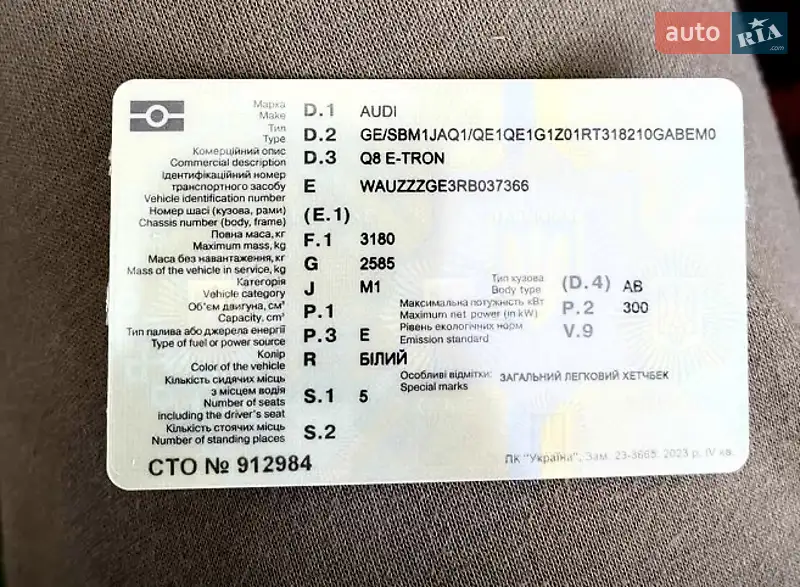 auto RIA .com
Марка D.1 AUDI
Make
Тип D.2 GE/SBM1JAQ1/QE1QE1G1Z01RT318210GABEM0
Type
Комерційний опис D.3 Q8 E-TRON
Commercial description
Ідентифікаційний номер
транспортного засобу E WAUZZZGE3RB037366
Vehicle identification number
Номер шасі (кузова, рами) (E.1)
Chassis number (body, frame)
Повна маса, кг F.1 3180
Maximum mass, kg
Маса без навантаження, кг G 2585
Mass of the vehicle in service, kg
Категорія J M1 Тип кузова (D.4) AB
Vehicle category Body type
Об'єм двигуна, см³ P.1 Максимальна потужність кВт P.2 300
Capacity, cm³ Maximum net power (in kW)
Тип палива або джерела енергії P.3 E Рівень екологічних норм V.9
Type of fuel or power source Emission standard
Колір R БІЛИЙ
Color of the vehicle
Кількість сидячих місць Особливі відмітки: ЗАГАЛЬНИЙ ЛЕГКОВИЙ ХЕТЧБЕК
з місцем водія S.1 5 Special marks
Number of seats
including the driver's seat
Кількість стоячих місць S.2
Number of standing places
СТО № 912984 ПК "Україна". Зам. 23-3665. 2023 р. IV кв.